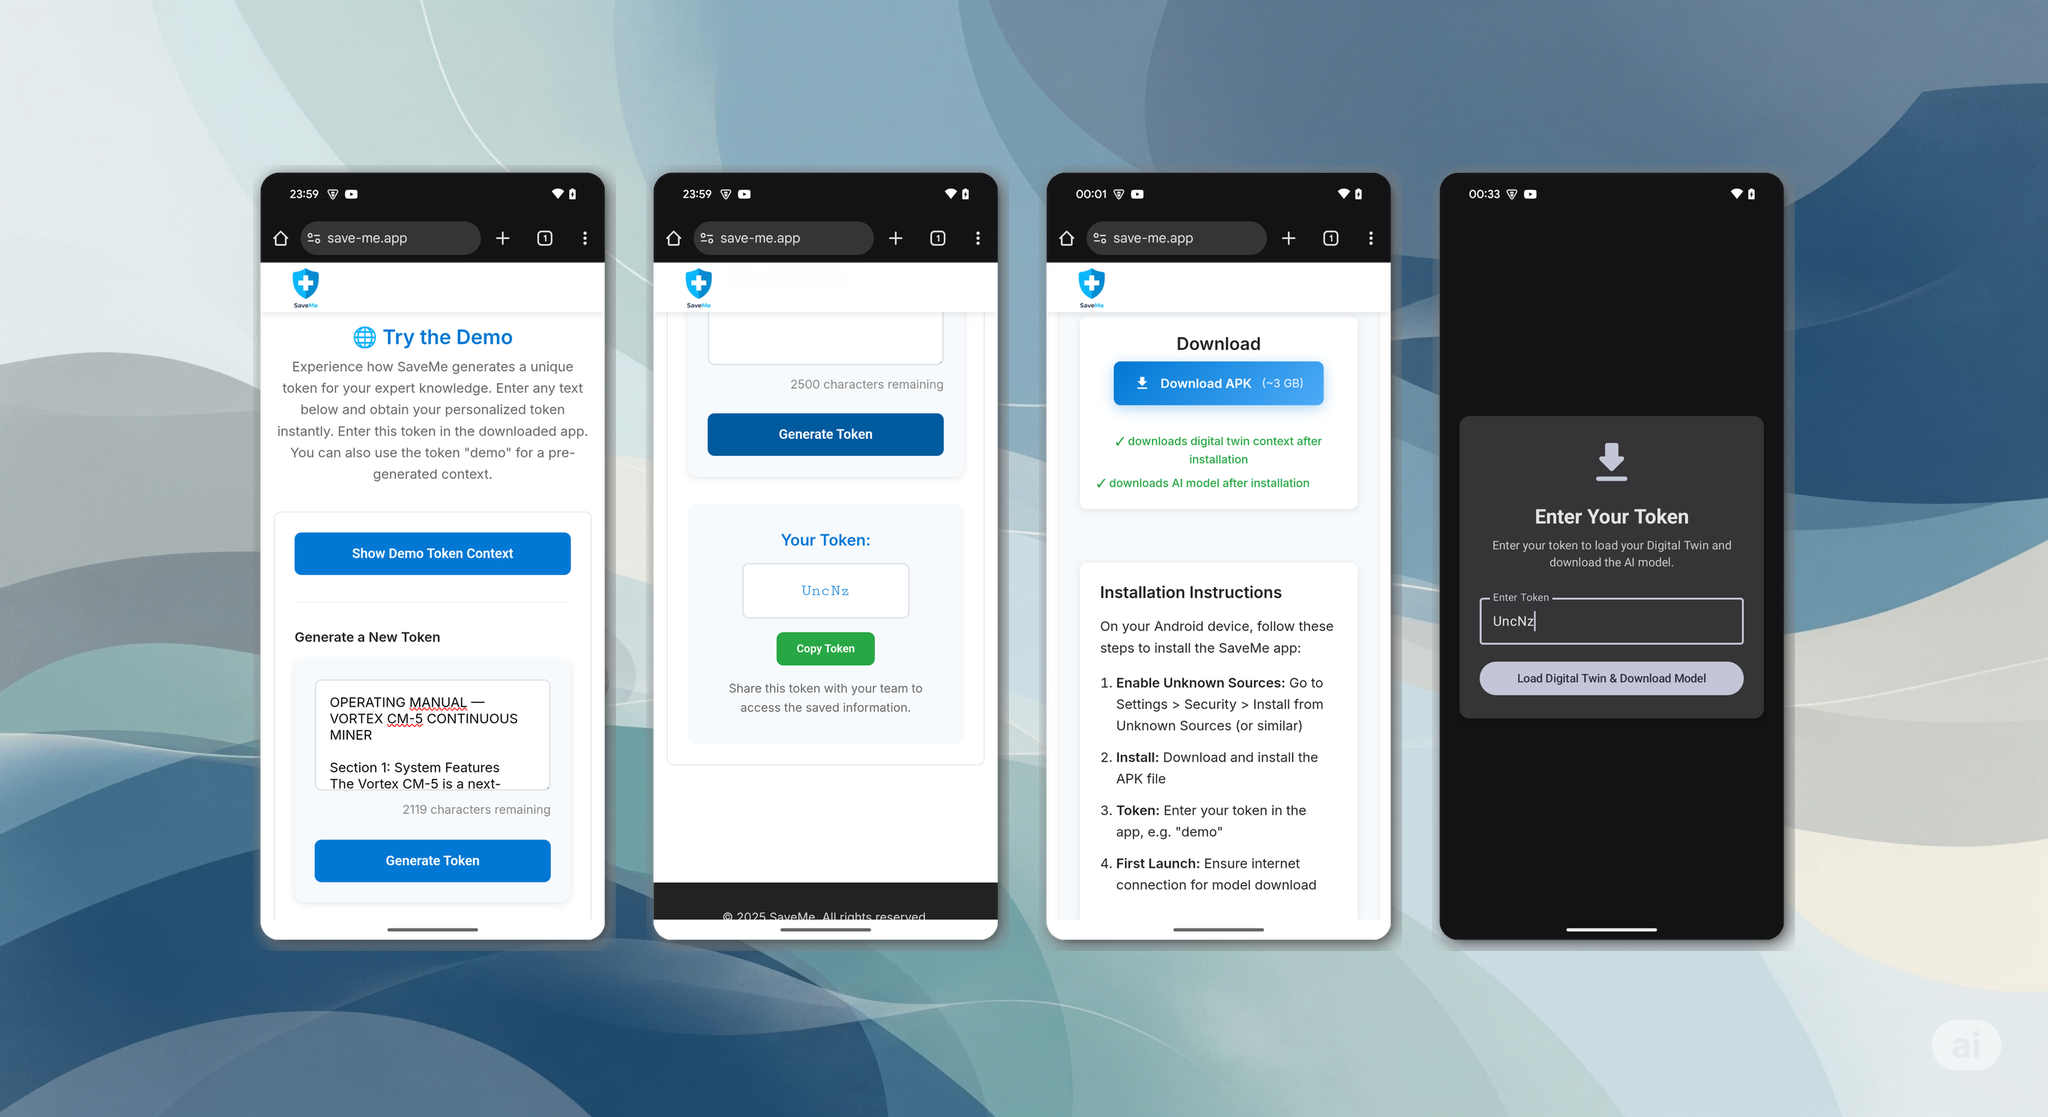 23:59
save-me.app
1
SaveMe
Try the Demo
Experience how SaveMe generates a unique
token for your expert knowledge. Enter any text
below and obtain your personalized token
instantly. Enter this token in the downloaded app.
You can also use the token "demo" for a pre-
generated context.
Show Demo Token Context
Generate a New Token
OPERATING MANUAL —
VORTEX CM-5 CONTINUOUS
MINER
Section 1: System Features
The Vortex CM-5 is a next-
2119 characters remaining
Generate Token
23:59
save-me.app
1
SaveMe
2500 characters remaining
Generate Token
Your Token:
UncNz
Copy Token
Share this token with your team to
access the saved information.
© 2025 SaveMe. All rights reserved
00:01
save-me.app
1
SaveMe
Download
Download APK (~3 GB)
✓ downloads digital twin context after
installation
✓ downloads AI model after installation
Installation Instructions
On your Android device, follow these
steps to install the SaveMe app:
1. Enable Unknown Sources: Go to
Settings > Security > Install from
Unknown Sources (or similar)
2. Install: Download and install the
APK file
3. Token: Enter your token in the
app, e.g. "demo"
4. First Launch: Ensure internet
connection for model download
00:33
Enter Your Token
Enter your token to load your Digital Twin and
download the AI model.
Enter Token
UncNz
Load Digital Twin & Download Model
ai